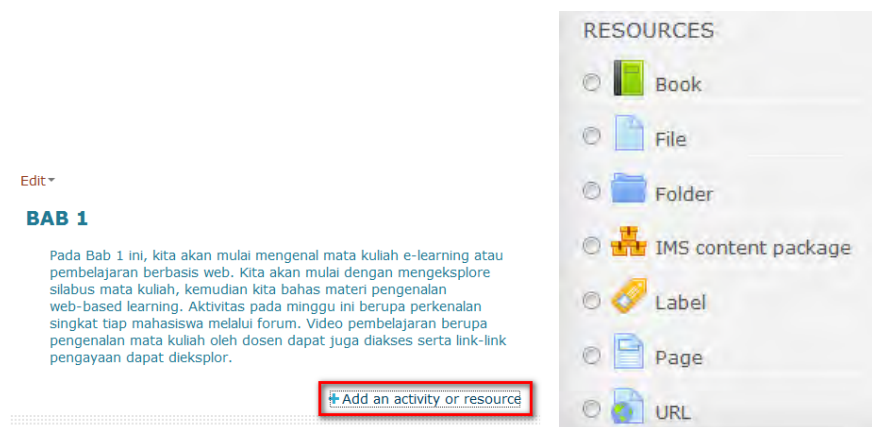 Edit
BAB 1
Pada Bab 1 ini, kita akan mulai mengenal mata kuliah e-learning atau
pembelajaran berbasis web. Kita akan mulai dengan mengeksplore
silabus mata kuliah, kemudian kita bahas materi pengenalan
web-based learning. Aktivitas pada minggu ini berupa perkenalan
singkat tiap mahasiswa melalui forum. Video pembelajaran berupa
pengenalan mata kuliah oleh dosen dapat juga diakses serta link-link
pengayaan dapat dieksplor.
+Add an activity or resource
RESOURCES
Book
File
Folder
IMS content package
Label
Page
URL